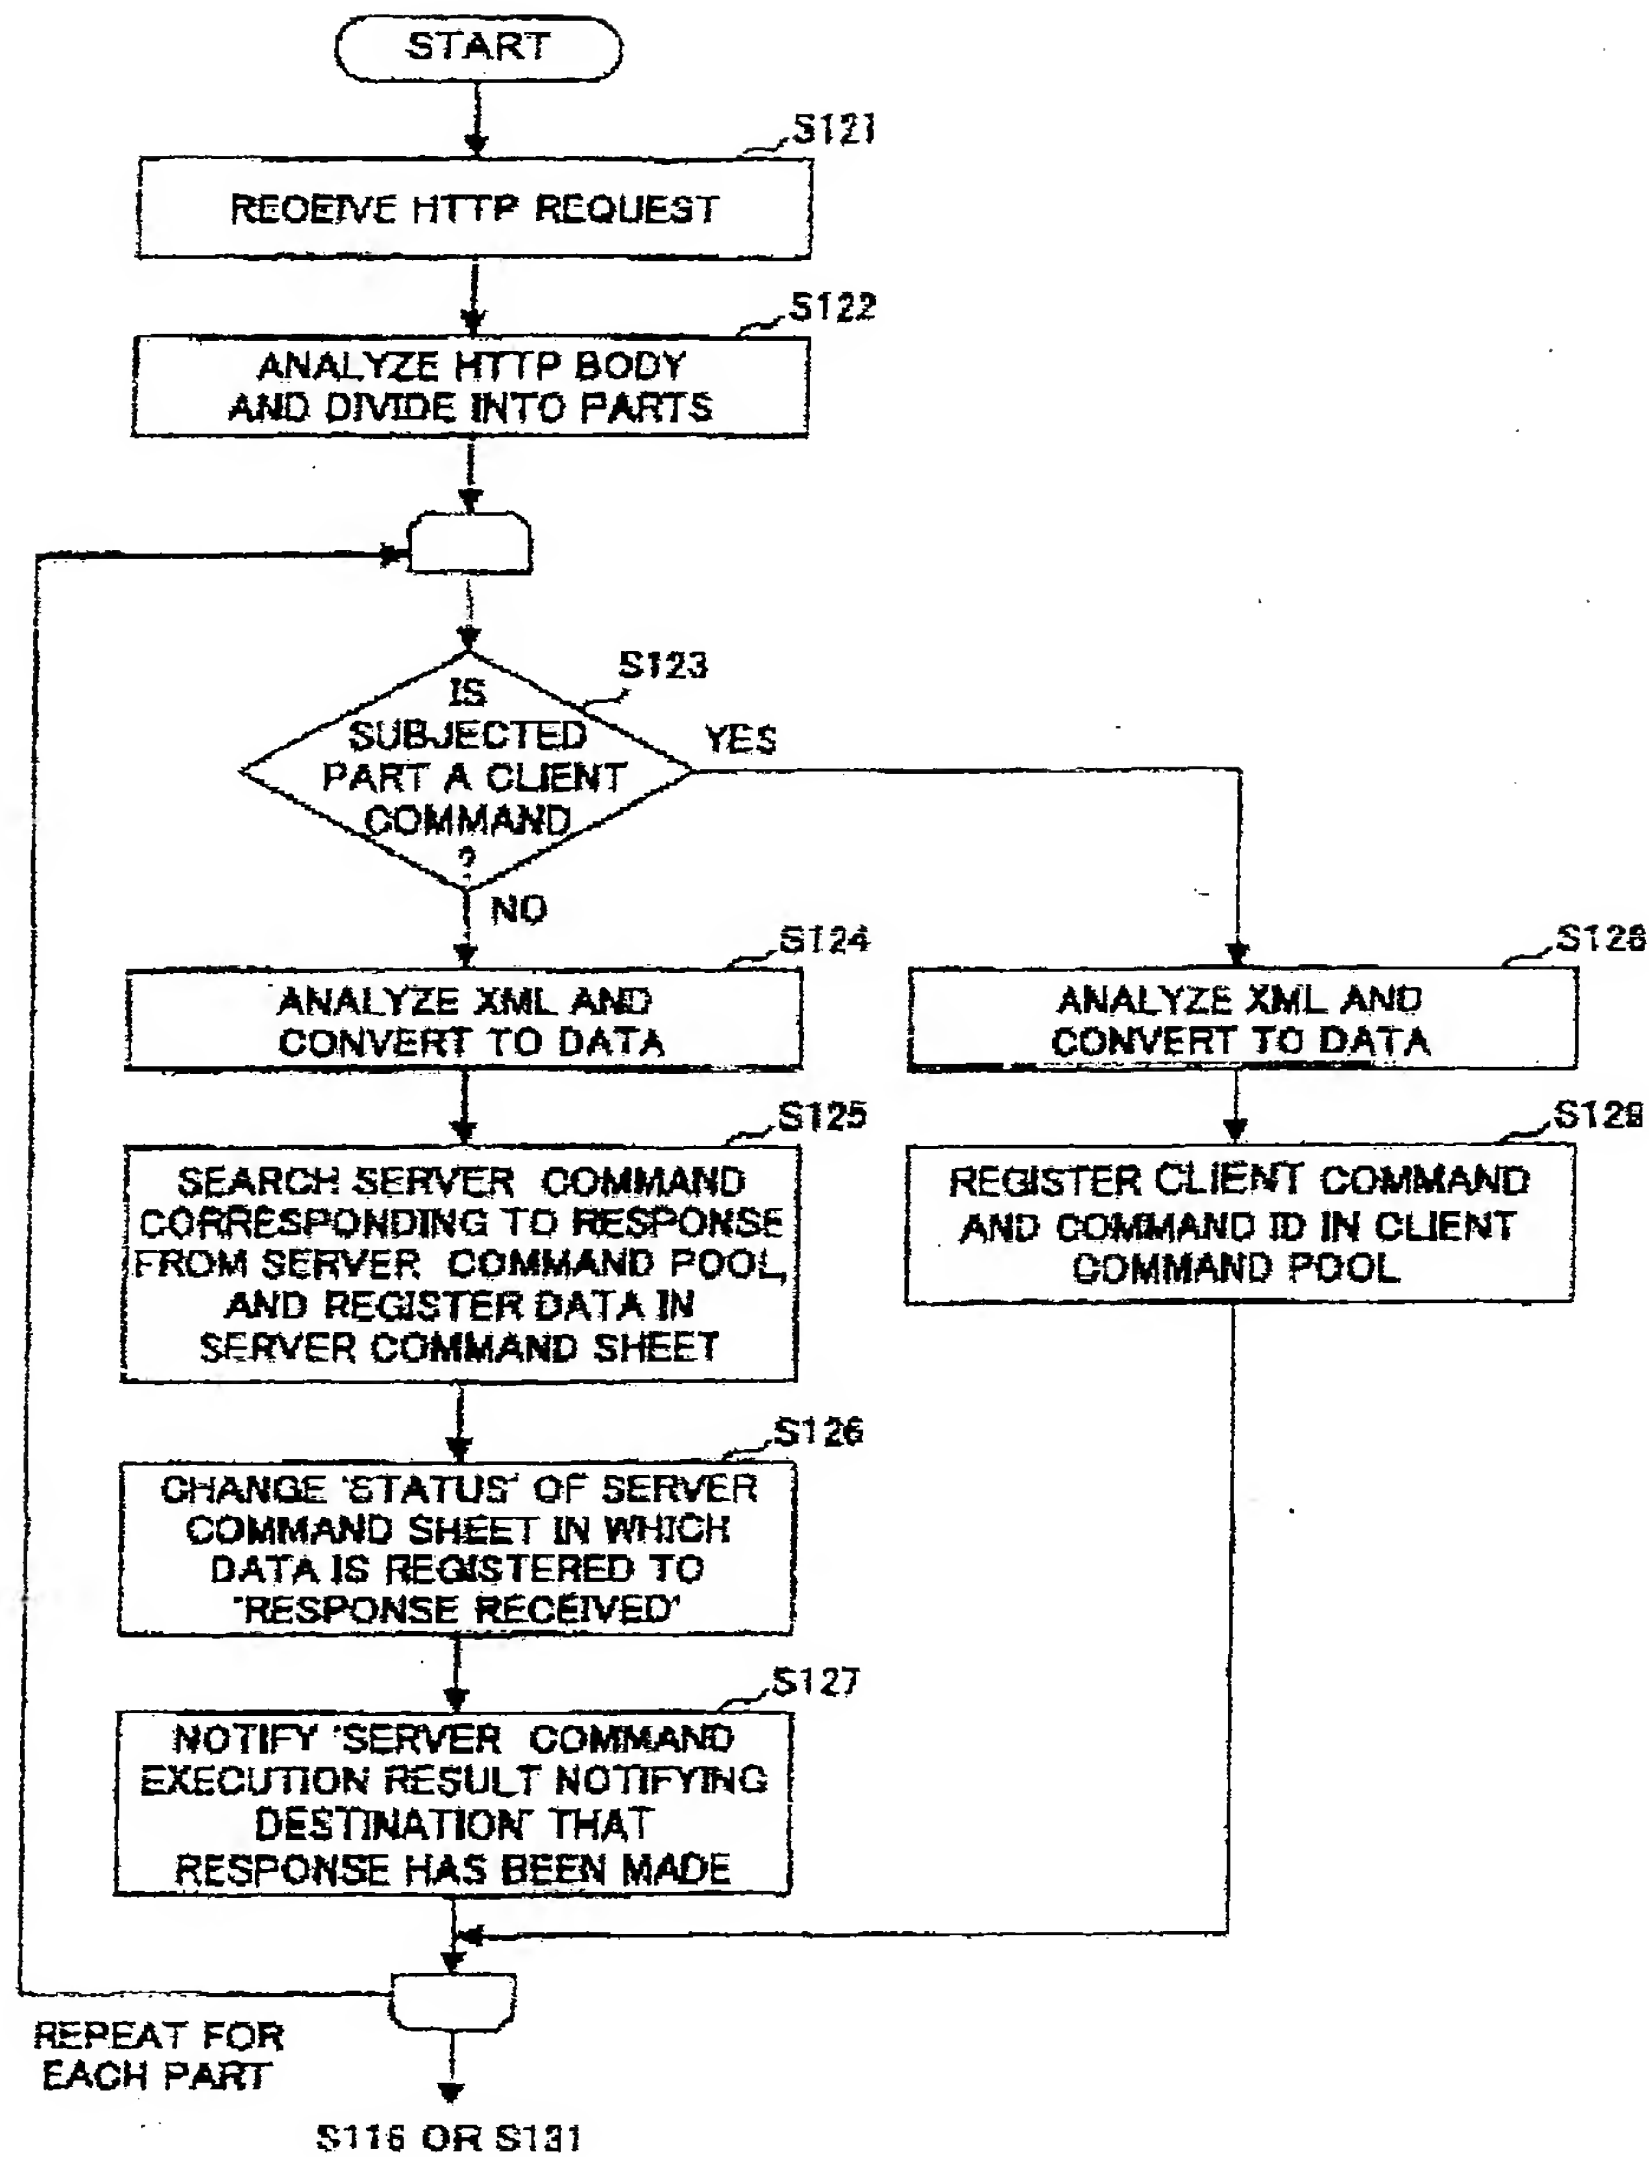 START
S121
RECEIVE HTTP REQUEST
S122
ANALYZE HTTP BODY
AND DIVIDE INTO PARTS
S123
IS
SUBJECTED
PART A CLIENT
COMMAND
?
YES
NO
S124
ANALYZE XML AND
CONVERT TO DATA
S128
ANALYZE XML AND
CONVERT TO DATA
S125
SEARCH SERVER COMMAND
CORRESPONDING TO RESPONSE
FROM SERVER COMMAND POOL,
AND REGISTER DATA IN
SERVER COMMAND SHEET
S129
REGISTER CLIENT COMMAND
AND COMMAND ID IN CLIENT
COMMAND POOL
S126
CHANGE 'STATUS' OF SERVER
COMMAND SHEET IN WHICH
DATA IS REGISTERED TO
'RESPONSE RECEIVED'
S127
NOTIFY 'SERVER COMMAND
EXECUTION RESULT NOTIFYING
DESTINATION' THAT
RESPONSE HAS BEEN MADE
REPEAT FOR
EACH PART
S116 OR S131